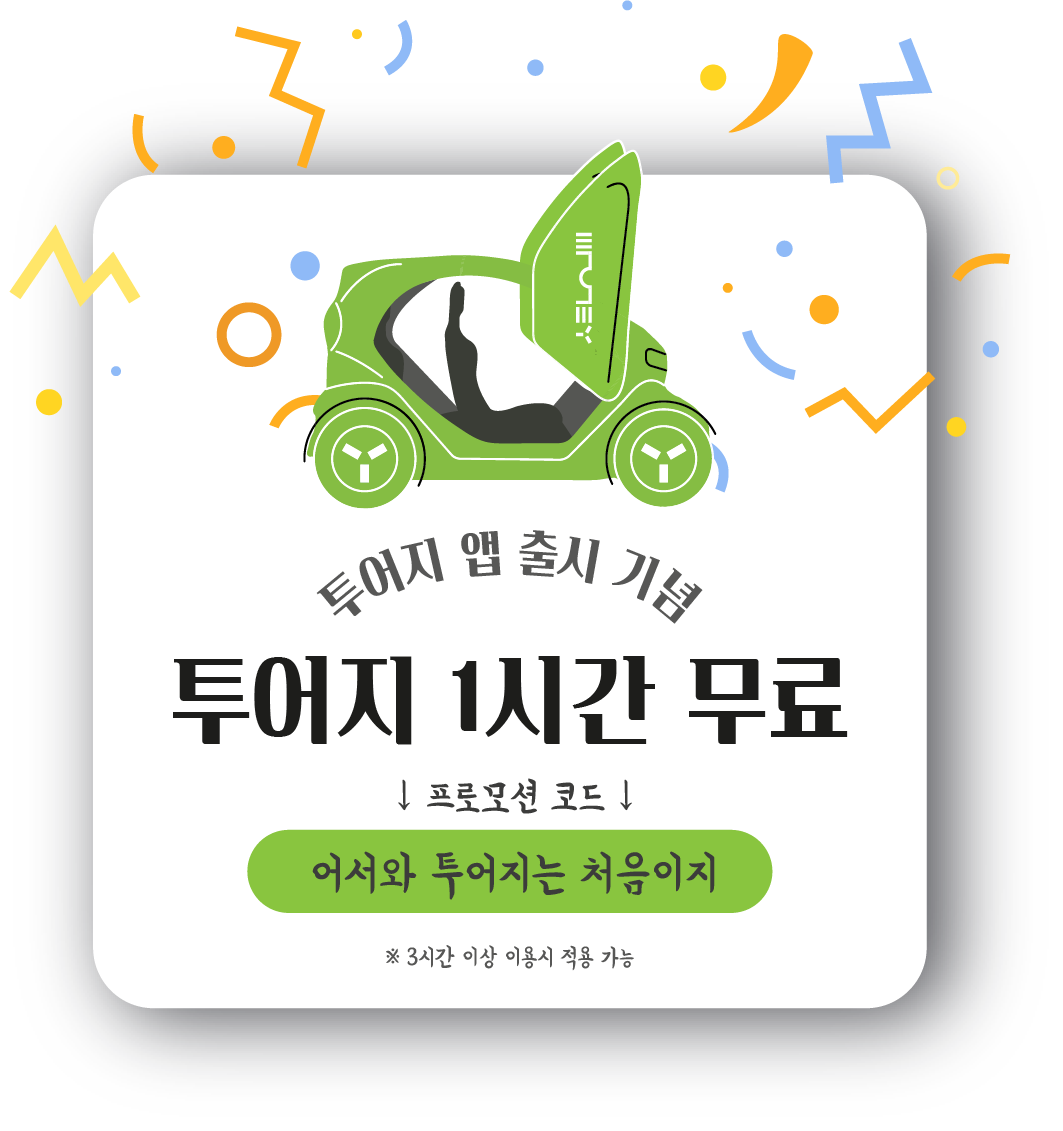 투어지 앱 출시 기념
투어지 1시간 무료
↓ 프로모션 코드 ↓
어서와 투어지는 처음이지
※ 3시간 이상 이용시 적용 가능